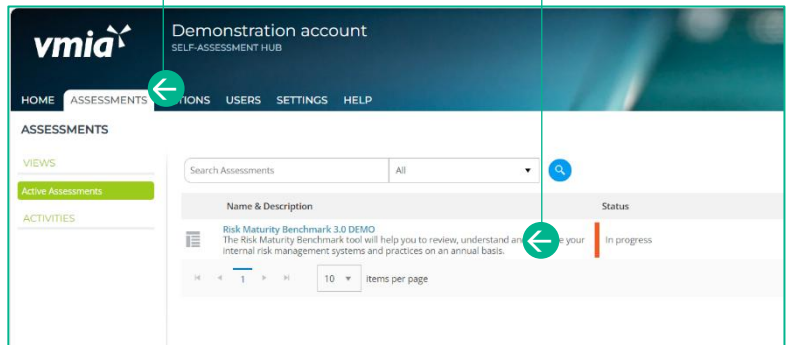 vmia
Demonstration account
SELF-ASSESSMENT HUB
HOME ASSESSMENTS TIONS USERS SETTINGS HELP
ASSESSMENTS
VIEWS
Active Assessments
ACTIVITIES
Search Assessments All
Name & Description Status
Risk Maturity Benchmark 3.0 DEMO
The Risk Maturity Benchmark tool will help you to review, understand an e your In progress
internal risk management systems and practices on an annual basis.
1 10 items per page